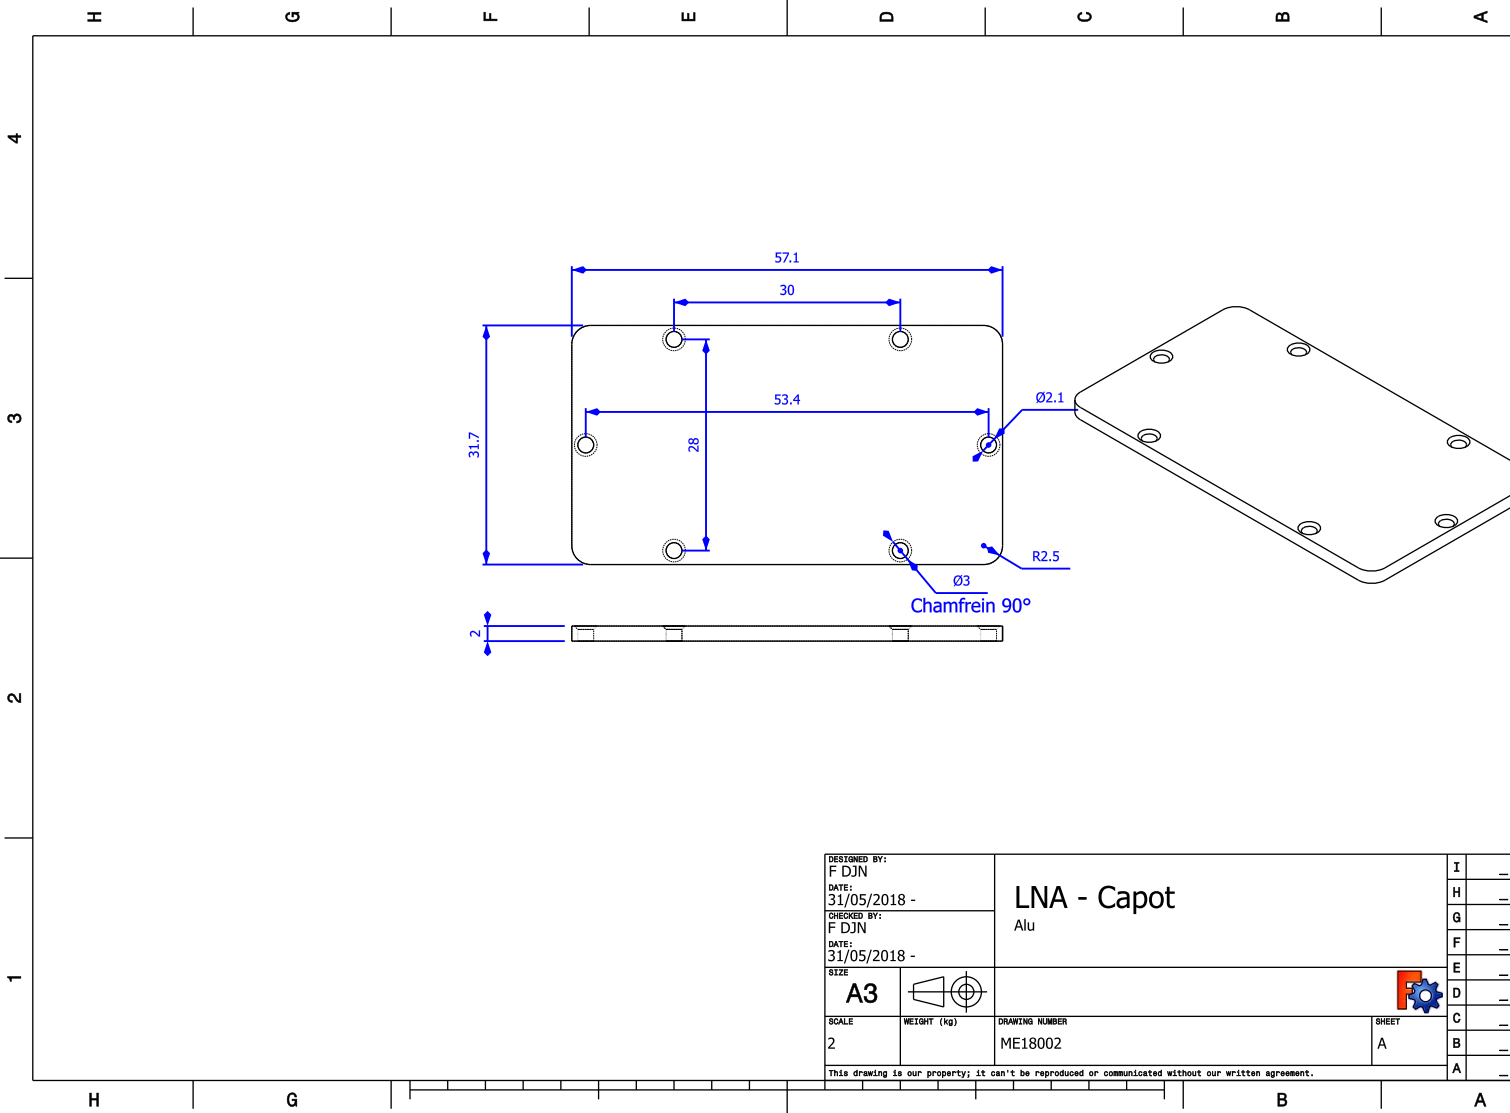 H G F E D C B A
4
3
2
1
57.1
30
31.7
53.4
28
Ø2.1
R2.5
Ø3
Chamfrein 90°
2
DESIGNED BY:
F DJN
DATE:
31/05/2018 -
CHECKED BY:
F DJN
DATE:
31/05/2018 -
LNA - Capot
Alu
SIZE
A3
SCALE
2
WEIGHT (kg)
DRAWING NUMBER
ME18002
SHEET
A
This drawing is our property; it can't be reproduced or communicated without our written agreement.
I _
H _
G _
F _
E _
D _
C _
B _
A _
H G B A